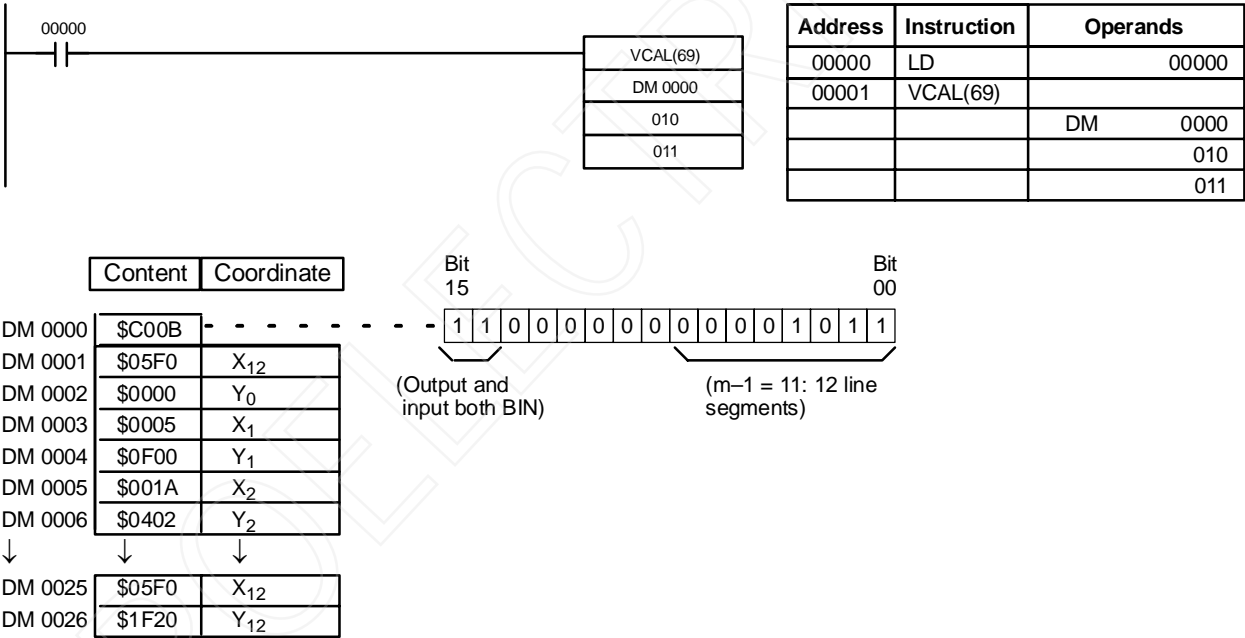 00000
VCAL(69)
DM 0000
010
011
Address Instruction Operands
00000 LD 00000
00001 VCAL(69)
DM 0000
010
011
Content Coordinate
Bit 15
Bit 00
DM 0000 $C00B 1 1 0 0 0 0 0 0 0 0 0 0 1 0 1 1
DM 0001 $05F0 X12
DM 0002 $0000 Y0
DM 0003 $0005 X1
DM 0004 $0F00 Y1
DM 0005 $001A X2
DM 0006 $0402 Y2
↓ ↓ ↓
DM 0025 $05F0 X12
DM 0026 $1F20 Y12
(Output and
input both BIN)
(m–1 = 11: 12 line
segments)